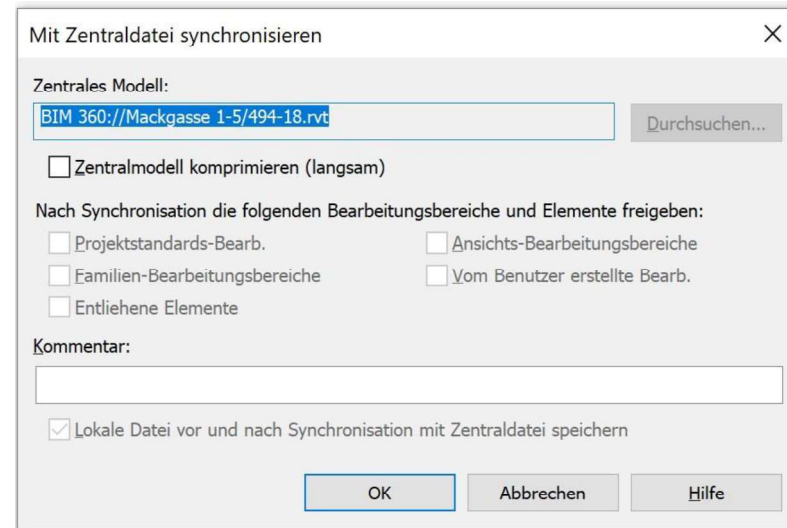 Mit Zentraldatei synchronisieren
Zentrales Modell:
BIM 360://Mackgasse 1-5/494-18.rvt
Durchsuchen...
Zentralmodell komprimieren (langsam)
Nach Synchronisation die folgenden Bearbeitungsbereiche und Elemente freigeben:
Projektstandards-Bearb.
Ansichts-Bearbeitungsbereiche
Familien-Bearbeitungsbereiche
Vom Benutzer erstellte Bearb.
Entliehene Elemente
Kommentar:
Lokale Datei vor und nach Synchronisation mit Zentraldatei speichern
OK
Abbrechen
Hilfe